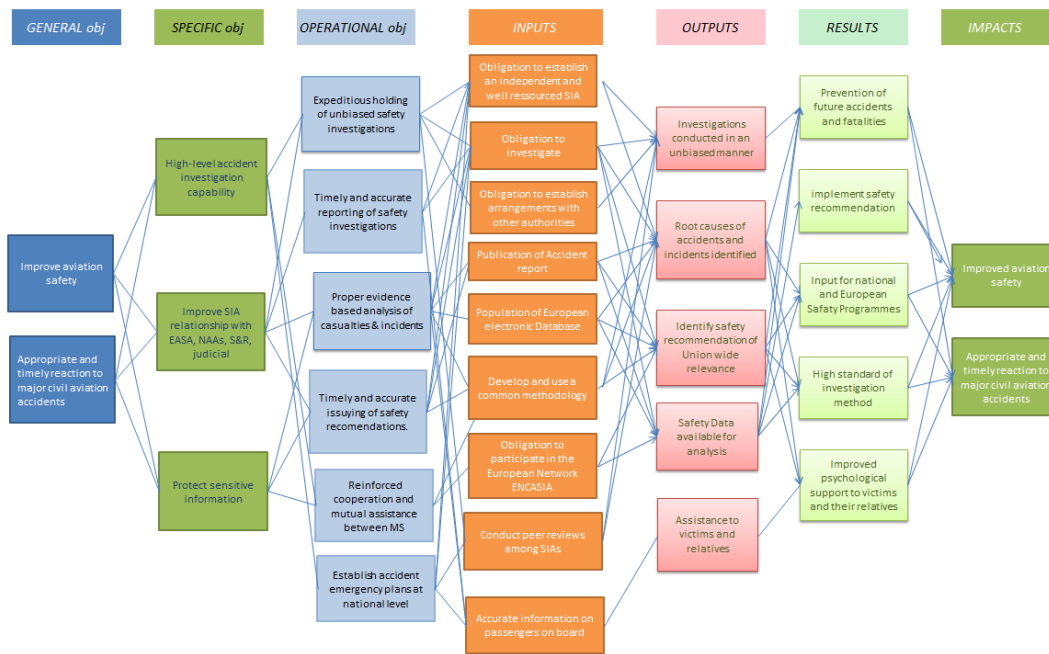 GENERAL obj
SPECIFIC obj
OPERATIONAL obj
INPUTS
OUTPUTS
RESULTS
IMPACTS
Improve aviation
safety
Appropriate and
timely reaction to
major civil aviation
accidents
High-level accident
investigation
capability
Improve SIA
relationship with
EASA, NAAs, S&R,
judicial
Protect sensitive
information
Expeditious holding
of unbiased safety
investigations
Timely and accurate
reporting of safety
investigations
Proper evidence
based analysis of
casualties & incidents
Timely and accurate
issuying of safety
recomendations.
Reinforced
cooperation and
mutual assistance
between MS
Establish accident
emergency plans at
national level
Obligation to establish
an independent and
well ressourced SIA
Obligation to
investigate
Obligation to establish
arrangements with
other authorities
Publication of Accident
report
Population of European
electronic Database
Develop and use a
common methodology
Obligation to
participate in the
European Network
ENCASIA
Conduct peer reviews
among SIAs
Accurate information on
passengers on board
Investigations
conducted in an
unbiased manner
Root causes of
accidents and
incidents identified
Identify safety
recommendation of
Union wide
relevance
Safety Data
available for
analysis
Assistance to
victims and
relatives
Prevention of
future accidents
and fatalities
implement safety
recommendation
Input for national
and European
Safaty Programmes
High standard of
investigation
method
Improved
psychological
support to victims
and their relatives
Improved aviation
safety
Appropriate and
timely reaction to
major civil aviation
accidents